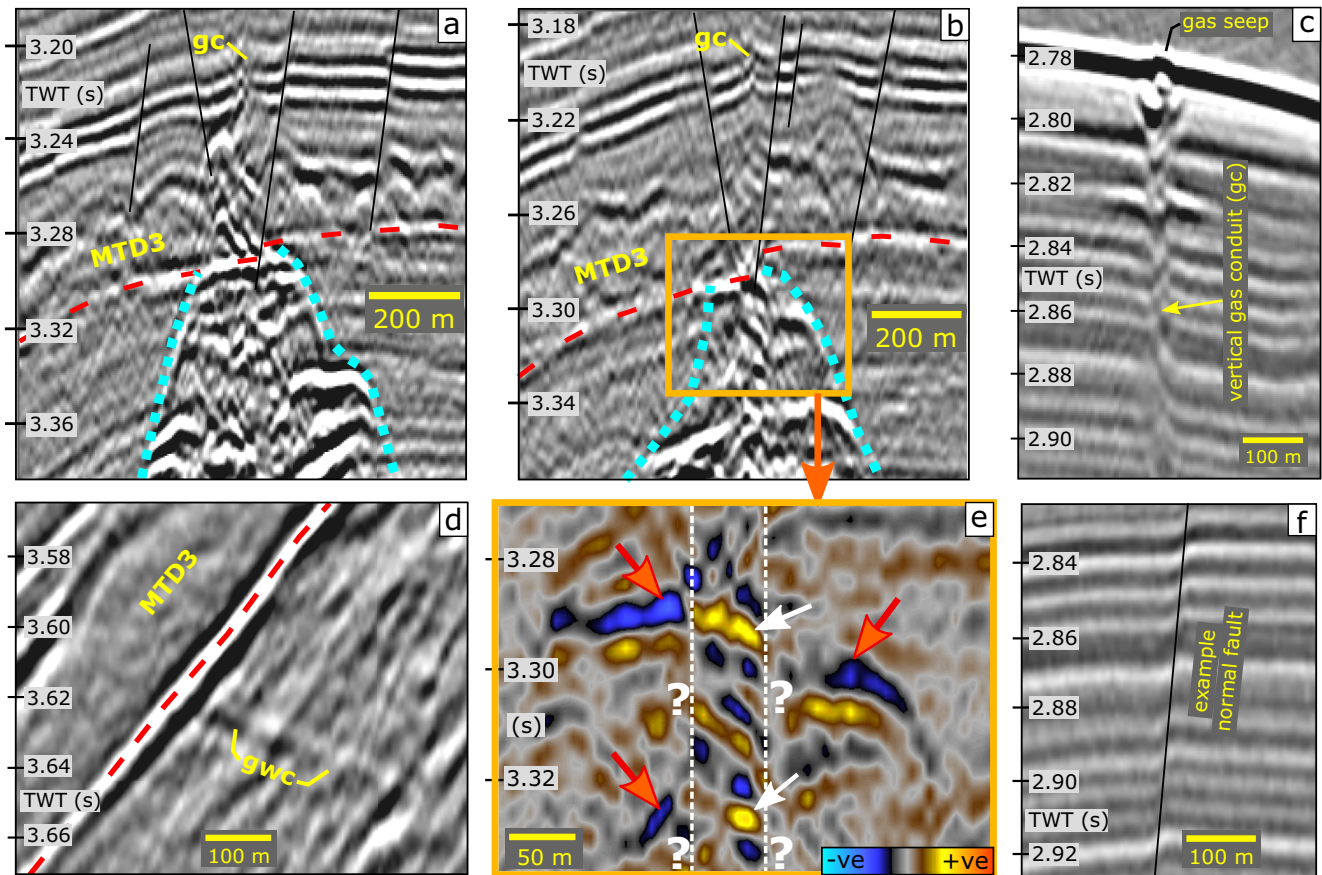 a
3.20
gc
TWT (s)
3.24
MTD3
3.28
200 m
3.32
3.36
b
3.18
gc
TWT (s)
3.22
3.26
MTD3
3.30
200 m
3.34
c
gas seep
2.78
2.80
2.82
2.84
TWT (s)
2.86
vertical gas conduit (gc)
2.88
2.90
100 m
d
3.58
MTD3
3.60
3.62
gwc
3.64
TWT (s)
3.66
100 m
e
3.28
3.30
? ?
(s)
3.32
? ?
50 m
-ve +ve
f
2.84
2.86
example
normal fault
2.88
2.90
TWT (s)
2.92
100 m